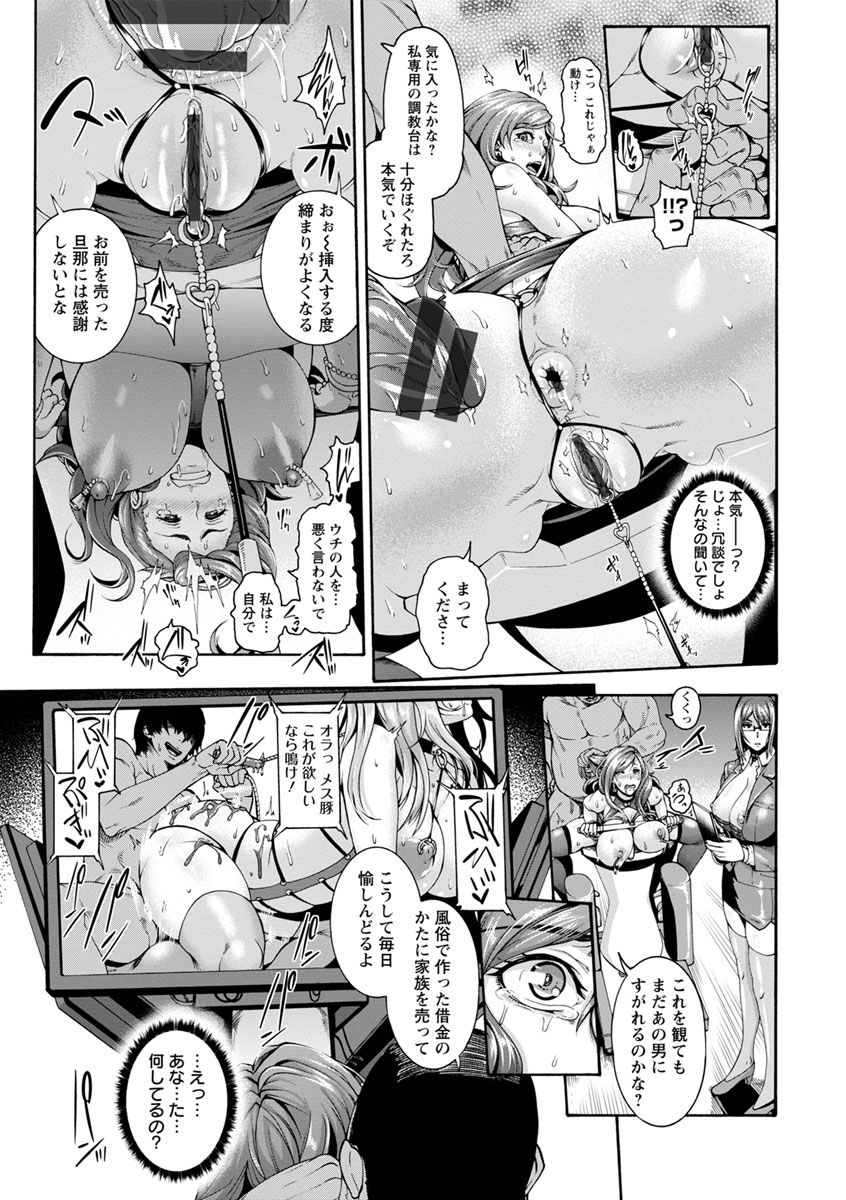 !!?
っ
こっ これじゃぁ
動け…
気に入ったかな?
私専用の調教台は
十分ほぐれたろ
本気でいくぞ
本気――っ?
じょ…冗談でしょ
そんなの聞いて…
まって
くださ…
おぉ〜挿入する度
締まりがよくなる
お前を売った
旦那には感謝
しないとな
ウチの人を…
悪く言わないで
私は…
自分で
く〜っ
あっ♡
これを観ても
まだあの男に
すがれるのかな?
オラっ メス豚
これが欲しい
なら鳴け!
風俗で作った借金の
かたに家族を売って
こうして毎日
愉しんどるよ
…えっ…
あな…た…
何してるの?